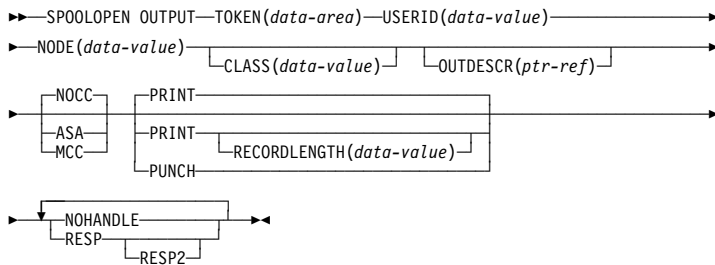 SPOOLOPEN OUTPUT TOKEN(data-area) USERID(data-value)
NODE(data-value)
CLASS(data-value) OUTDESCR(ptr-ref)
NOCC PRINT
ASA PRINT
MCC RECORDLENGTH(data-value)
PUNCH
NOHANDLE
RESP
RESP2